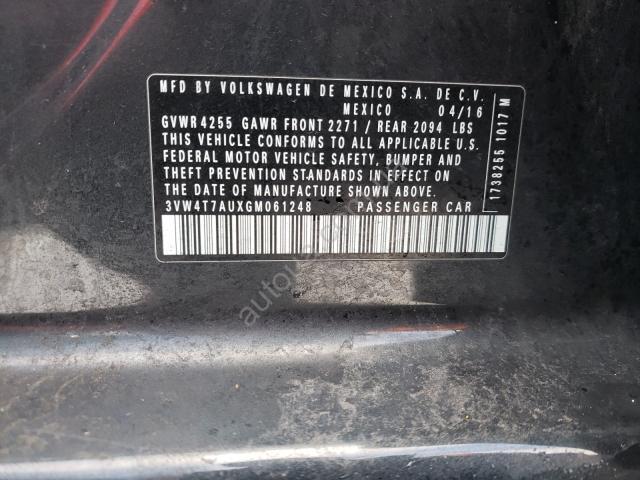 MFD BY VOLKSWAGEN DE MEXICO S.A. DE C.V.
MEXICO 04/16
GVWR 4255 GAWR FRONT 2271 / REAR 2094 LBS
THIS VEHICLE CONFORMS TO ALL APPLICABLE U.S.
FEDERAL MOTOR VEHICLE SAFETY, BUMPER AND
THEFT PREVENTION STANDARDS IN EFFECT ON
THE DATE OF MANUFACTURE SHOWN ABOVE.
3VW4T7AUXGM061248 PASSENGER CAR
1738255 1017 M